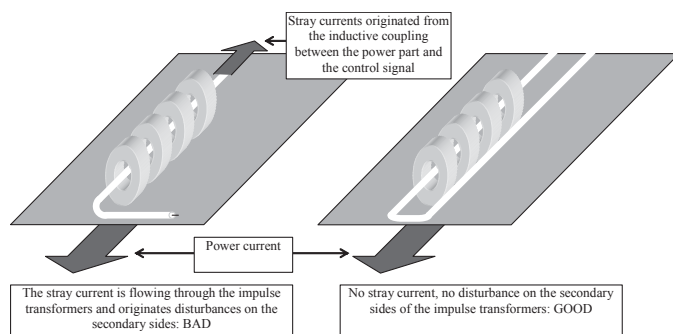 Stray currents originated from
the inductive coupling
between the power part and
the control signal
Power current
The stray current is flowing through the impulse
transformers and originates disturbances on the
secondary sides: BAD
No stray current, no disturbance on the secondary
sides of the impulse transformers: GOOD